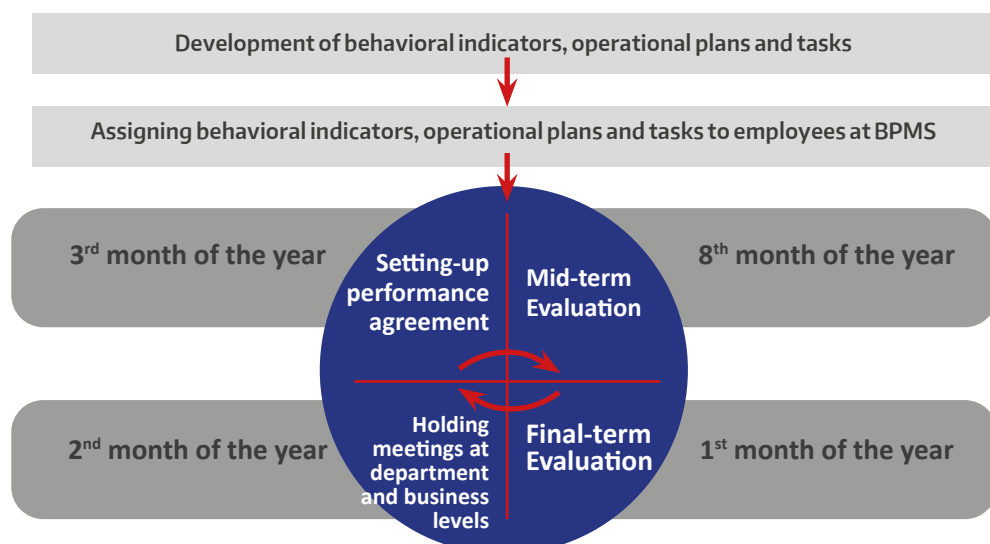 Development of behavioral indicators, operational plans and tasks
Assigning behavioral indicators, operational plans and tasks to employees at BPMS
3rd month of the year
Setting-up
performance
agreement
Mid-term
Evaluation
8th month of the year
2nd month of the year
Holding
meetings at
department
and business
levels
Final-term
Evaluation
1st month of the year